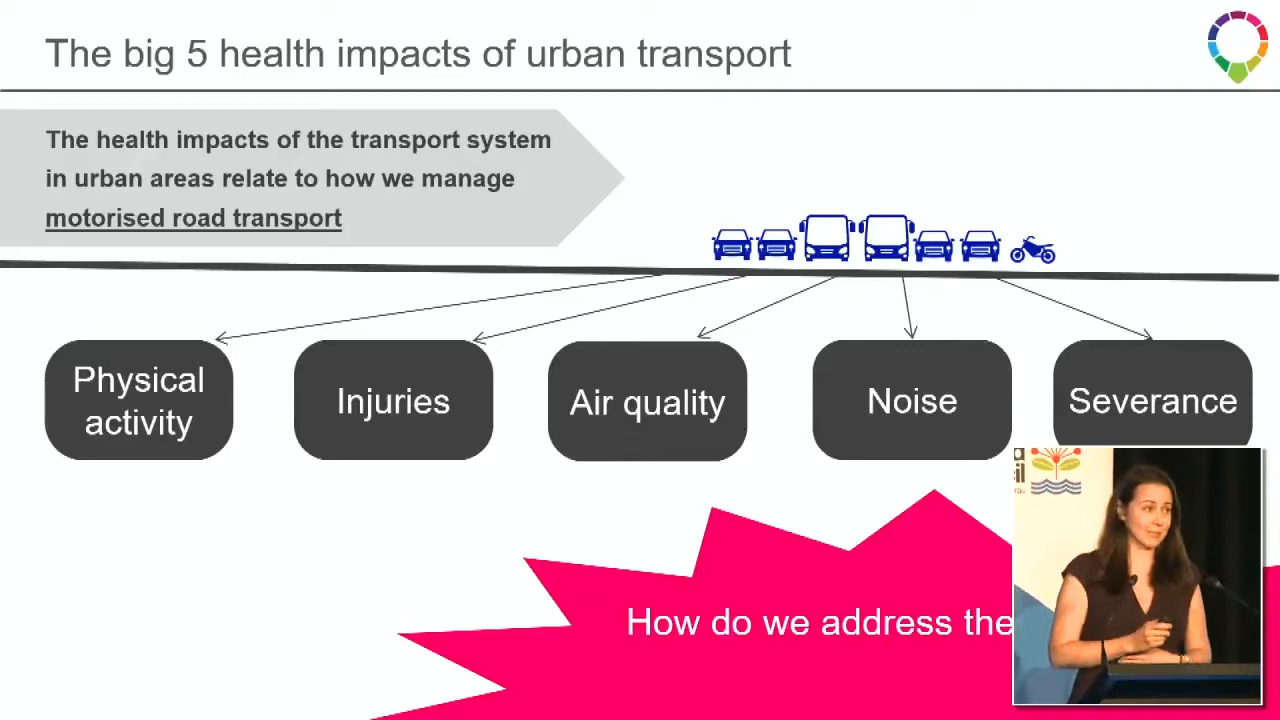 The big 5 health impacts of urban transport
The health impacts of the transport system
in urban areas relate to how we manage
motorised road transport
Physical
activity
Injuries
Air quality
Noise
Severance
How do we address the